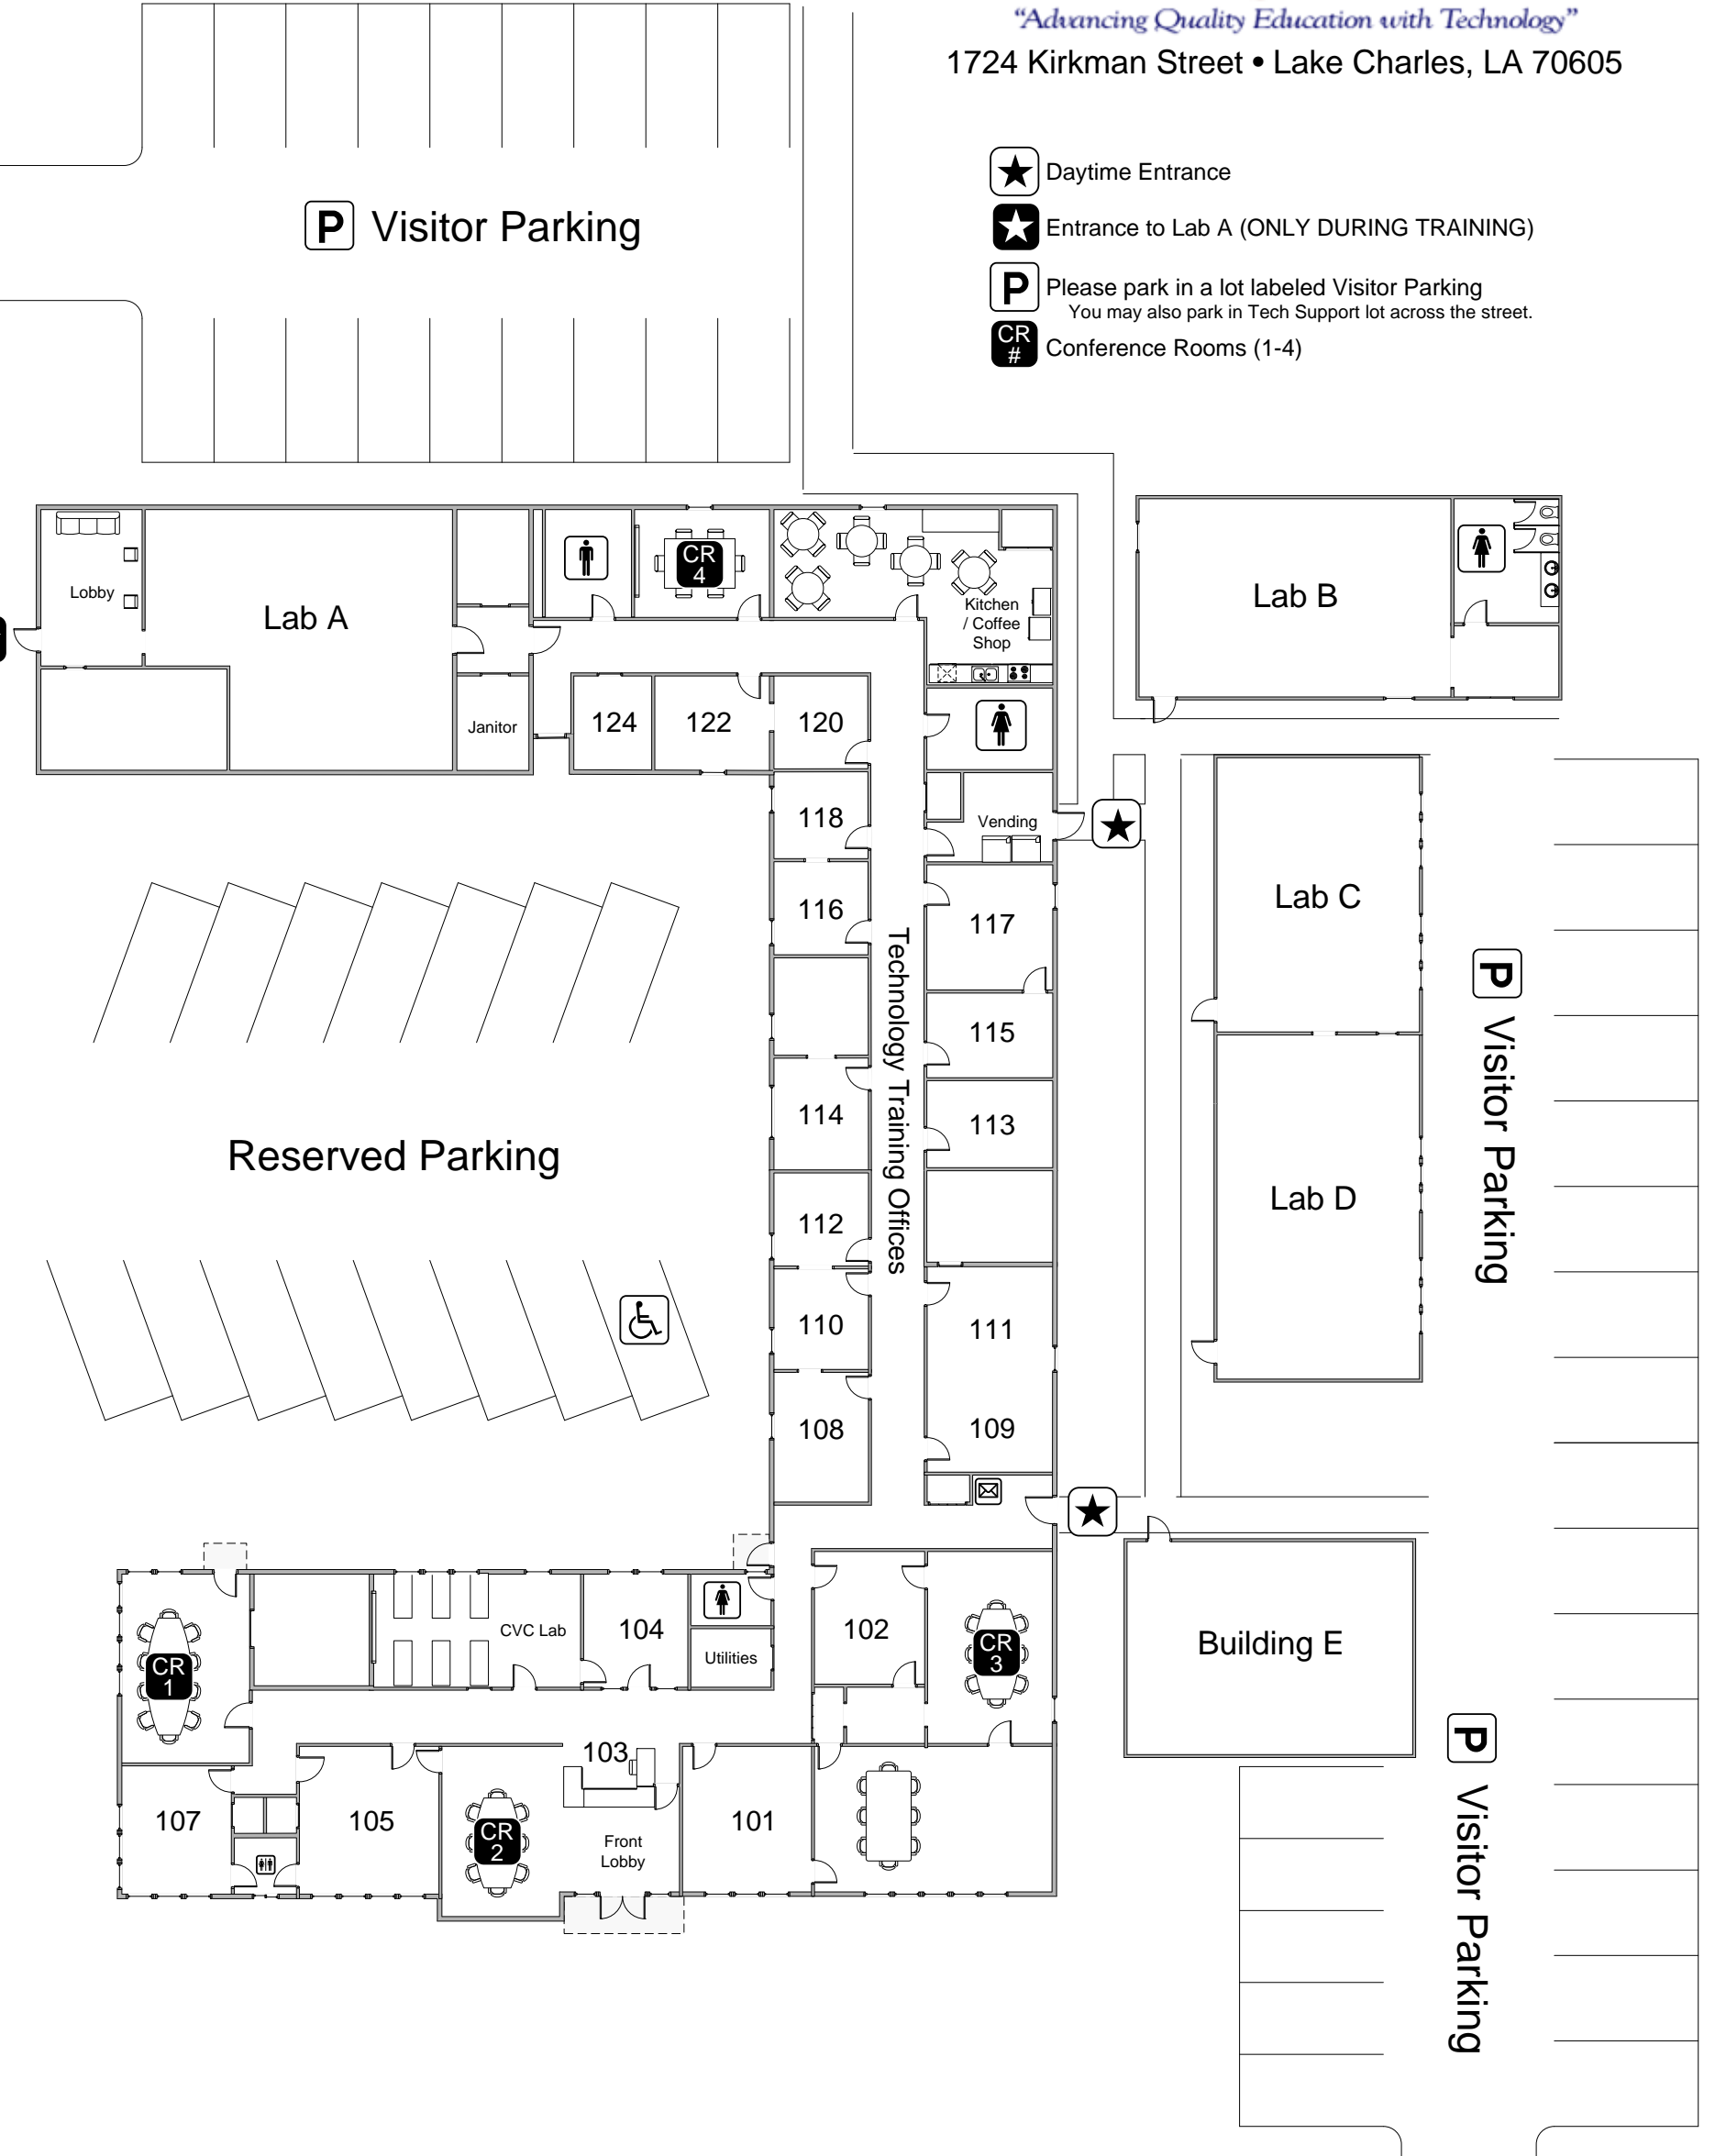 “Advancing Quality Education with Technology”
1724 Kirkman Street • Lake Charles, LA 70605
Daytime Entrance
Entrance to Lab A (ONLY DURING TRAINING)
P
Please park in a lot labeled Visitor Parking
You may also park in Tech Support lot across the street.
CR
#
Conference Rooms (1-4)
P Visitor Parking
Lobby
Lab A
CR
4
Kitchen
/ Coffee
Shop
Lab B
Janitor
124
122
120
118
Vending
116
117
Lab C
Technology Training Offices
115
P Visitor Parking
114
113
Reserved Parking
Lab D
112
110
111
108
109
CR
1
CVC Lab
104
Utilities
102
CR
3
Building E
103
P Visitor Parking
107
105
CR
2
Front
Lobby
101